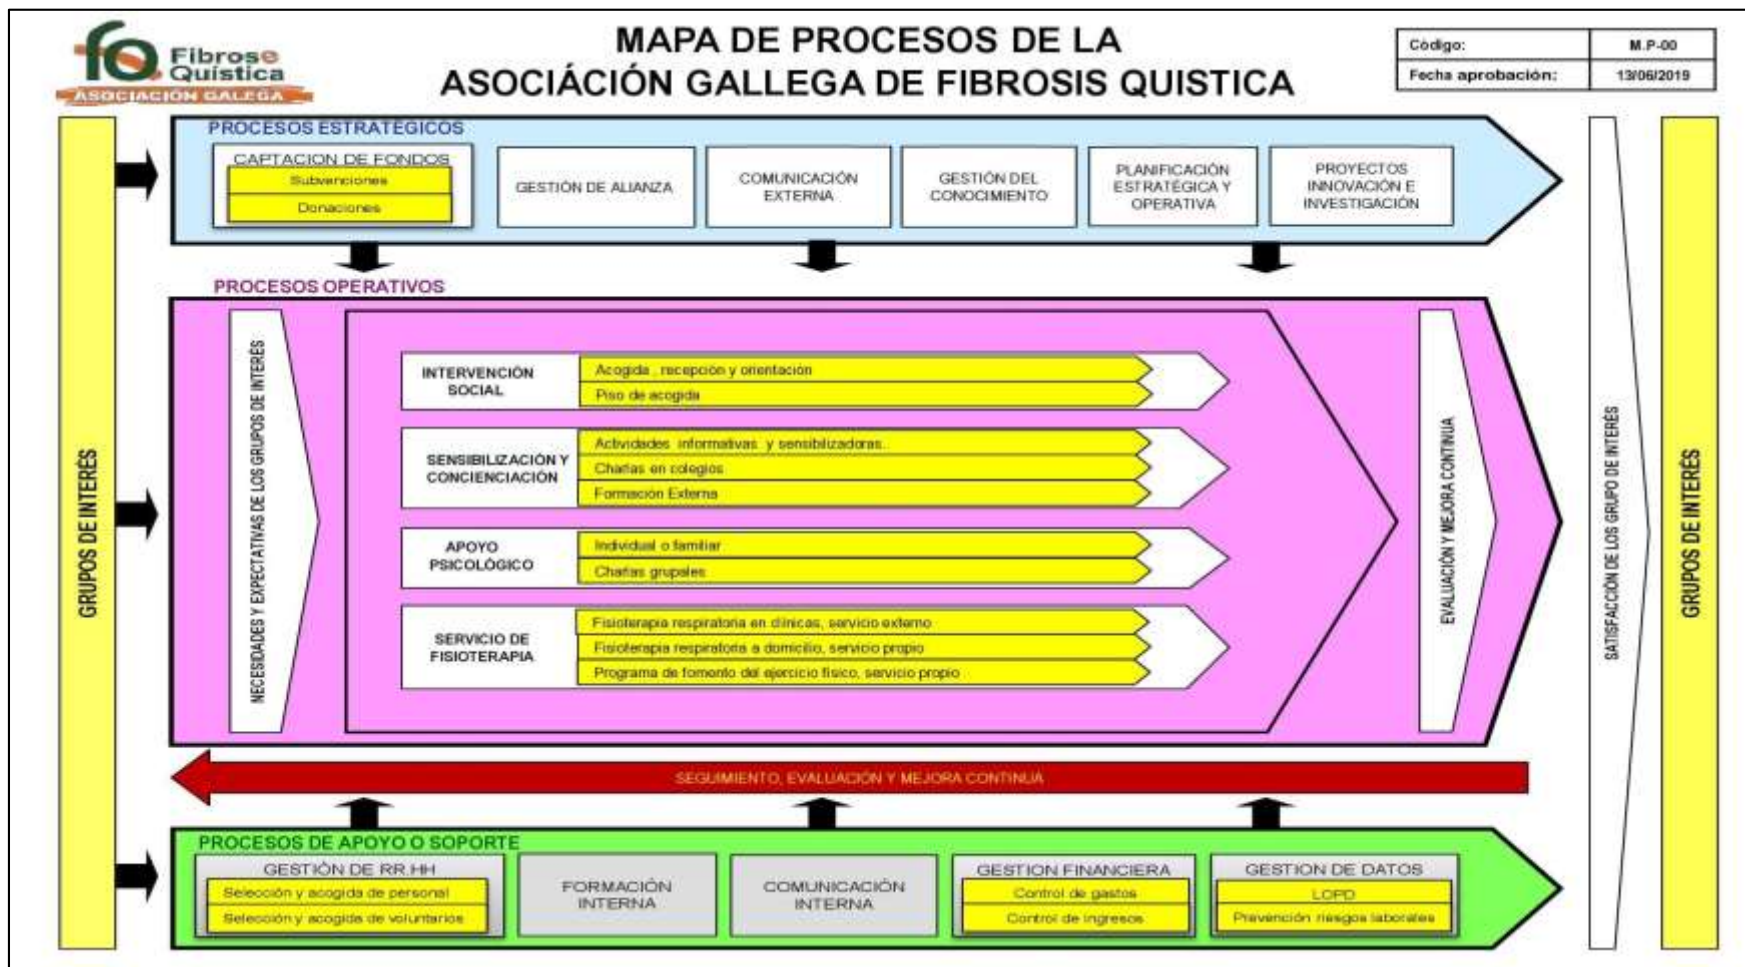 Fibrose
Quística
ASOCIACIÓN GALEGA
MAPA DE PROCESOS DE LA
ASOCIÁCIÓN GALLEGA DE FIBROSIS QUISTICA
Código: M.P-00
Fecha aprobación: 13/06/2019
GRUPOS DE INTERÉS
PROCESOS ESTRATÉGICOS
CAPTACION DE FONDOS
Subvenciones
Donaciones
GESTIÓN DE ALIANZA
COMUNICACIÓN
EXTERNA
GESTIÓN DEL
CONOCIMIENTO
PLANIFICACIÓN
ESTRATÉGICA Y
OPERATIVA
PROYECTOS
INNOVACIÓN E
INVESTIGACIÓN
PROCESOS OPERATIVOS
NECESIDADES Y EXPECTATIVAS DE LOS GRUPOS DE INTERÉS
INTERVENCIÓN
SOCIAL
Acogida , recepción y orientación
Piso de acogida
SENSIBILIZACIÓN Y
CONCIENCIACIÓN
Actividades informativas y sensibilizadoras.
Charlas en colegios
Formación Externa
APOYO
PSICOLÓGICO
Individual o familiar
Charlas grupales
SERVICIO DE
FISIOTERAPIA
Fisioterapia respiratoria en clínicas, servicio externo
Fisioterapia respiratoria a domicilio, servicio propio
Programa de fomento del ejercicio físico, servicio propio
EVALUACIÓN Y MEJORA CONTINUA
SATISFACCIÓN DE LOS GRUPO DE INTERÉS
GRUPOS DE INTERÉS
SEGUIMIENTO, EVALUACIÓN Y MEJORA CONTINUA
PROCESOS DE APOYO O SOPORTE
GESTIÓN DE RR.HH
Selección y acogida de personal
Selección y acogida de voluntarios
FORMACIÓN
INTERNA
COMUNICACIÓN
INTERNA
GESTION FINANCIERA
Control de gastos
Control de ingresos
GESTION DE DATOS
LOPD
Prevención riesgos laborales